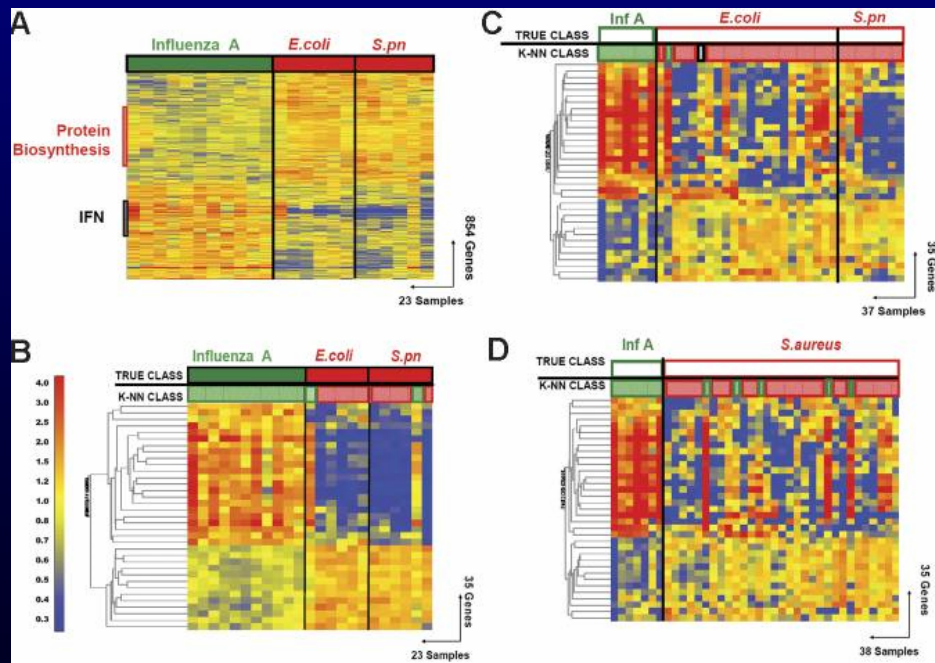 A
Influenza A
E.coli
S.pn
Protein
Biosynthesis
IFN
854 Genes
23 Samples
B
Influenza A
E.coli
S.pn
TRUE CLASS
K-NN CLASS
4.0
3.0
2.5
2.0
1.5
1.2
1.0
0.8
0.7
0.6
0.5
0.4
0.3
35 Genes
23 Samples
C
Inf A
E.coli
S.pn
TRUE CLASS
K-NN CLASS
35 Genes
37 Samples
D
Inf A
S.aureus
TRUE CLASS
K-NN CLASS
35 Genes
38 Samples